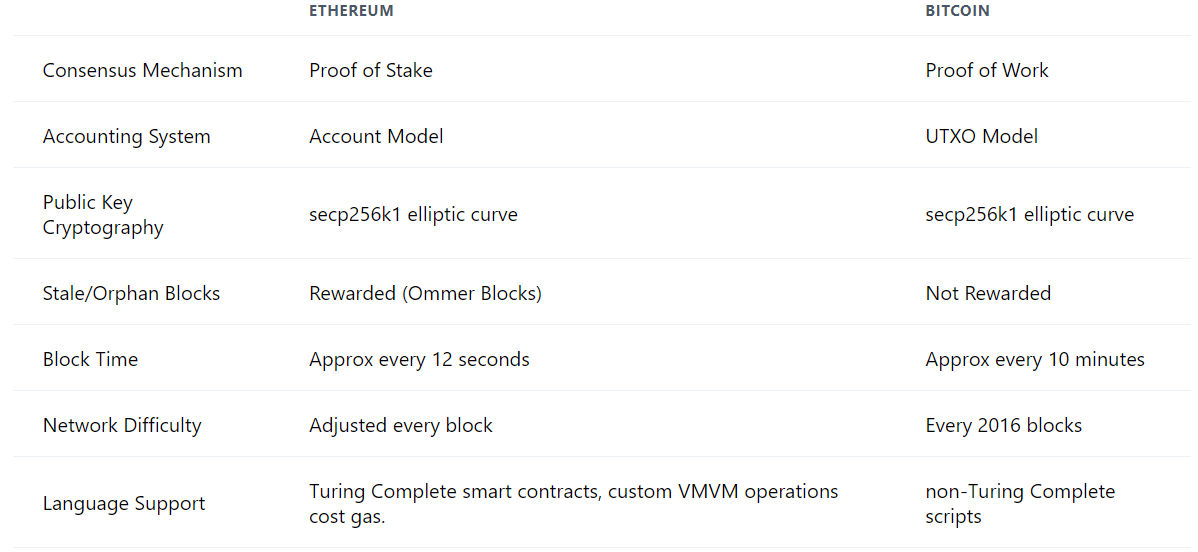 ETHEREUM BITCOIN
Consensus Mechanism Proof of Stake Proof of Work
Accounting System Account Model UTXO Model
Public Key
Cryptography secp256k1 elliptic curve secp256k1 elliptic curve
Stale/Orphan Blocks Rewarded (Ommer Blocks) Not Rewarded
Block Time Approx every 12 seconds Approx every 10 minutes
Network Difficulty Adjusted every block Every 2016 blocks
Language Support Turing Complete smart contracts, custom VMVM operations
cost gas. non-Turing Complete
scripts